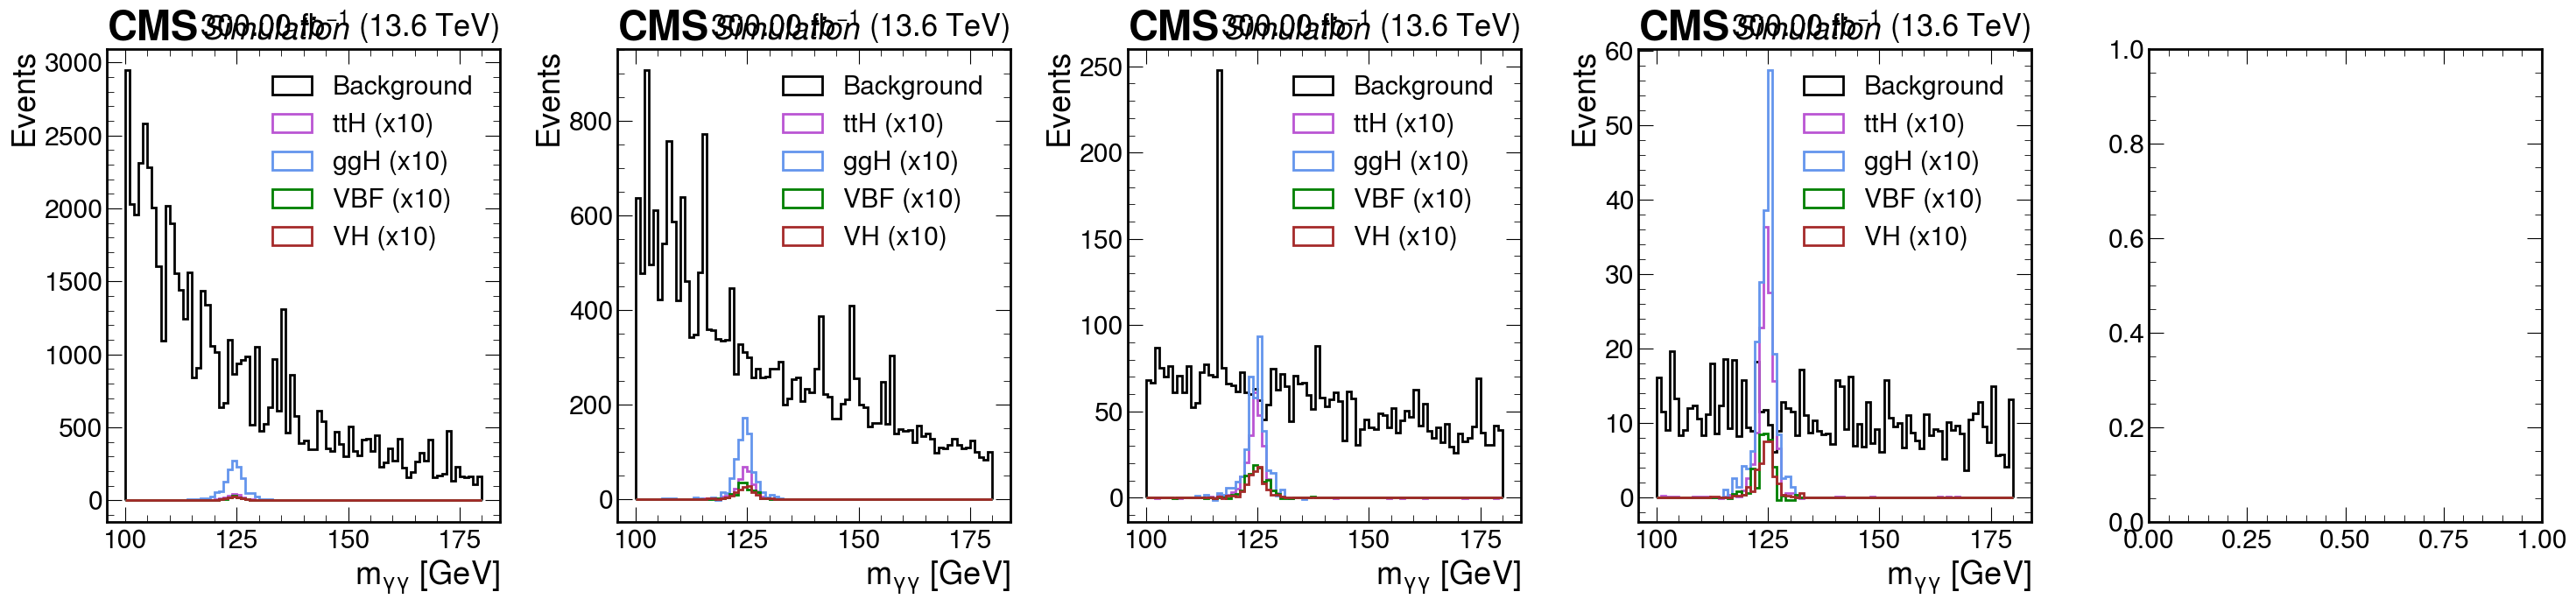 CMS Simulation 300.00 fb⁻¹ (13.6 TeV)
Events
3000
2500
2000
1500
1000
500
0
Background
ttH (x10)
ggH (x10)
VBF (x10)
VH (x10)
100 125 150 175
mγγ [GeV]
CMS Simulation 300.00 fb⁻¹ (13.6 TeV)
Events
800
600
400
200
0
Background
ttH (x10)
ggH (x10)
VBF (x10)
VH (x10)
100 125 150 175
mγγ [GeV]
CMS Simulation 300.00 fb⁻¹ (13.6 TeV)
Events
250
200
150
100
50
0
Background
ttH (x10)
ggH (x10)
VBF (x10)
VH (x10)
100 125 150 175
mγγ [GeV]
CMS Simulation 300.00 fb⁻¹ (13.6 TeV)
Events
60
50
40
30
20
10
0
Background
ttH (x10)
ggH (x10)
VBF (x10)
VH (x10)
100 125 150 175
mγγ [GeV]
1.0
0.8
0.6
0.4
0.2
0.0
0.00 0.25 0.50 0.75 1.00